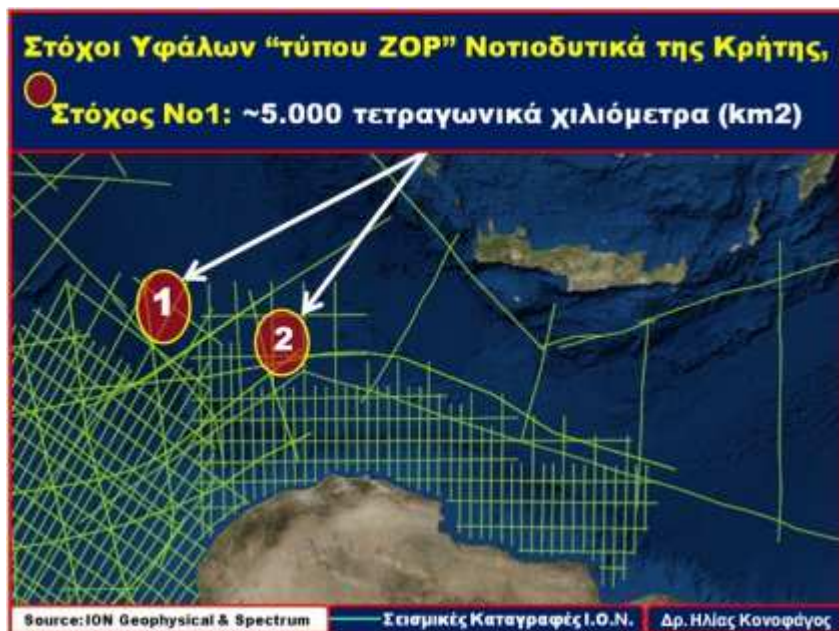 Στόχοι Υφάλων “τύπου ZOP” Νοτιοδυτικά της Κρήτης,
Στόχος Νο1: ~5.000 τετραγωνικά χιλιόμετρα (km2)
1
2
Source: ION Geophysical & Spectrum
Σεισμικές Καταγραφές Ι.Ο.Ν.
Δρ. Ηλίας Κονοφάγος